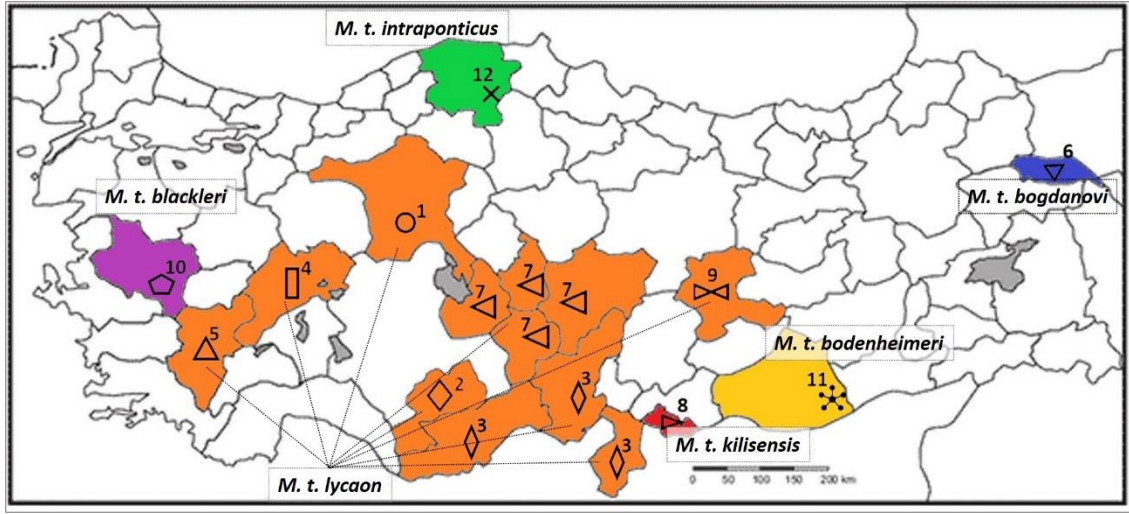 M. t. intraponticus
12
6
M. t. blackleri
M. t. bogdanovi
1
10
4
7
9
7
7
5
7
M. t. bodenheimeri
2
3
11
3
8
3
M. t. kilisensis
M. t. lycaon
0 50 100 200 km